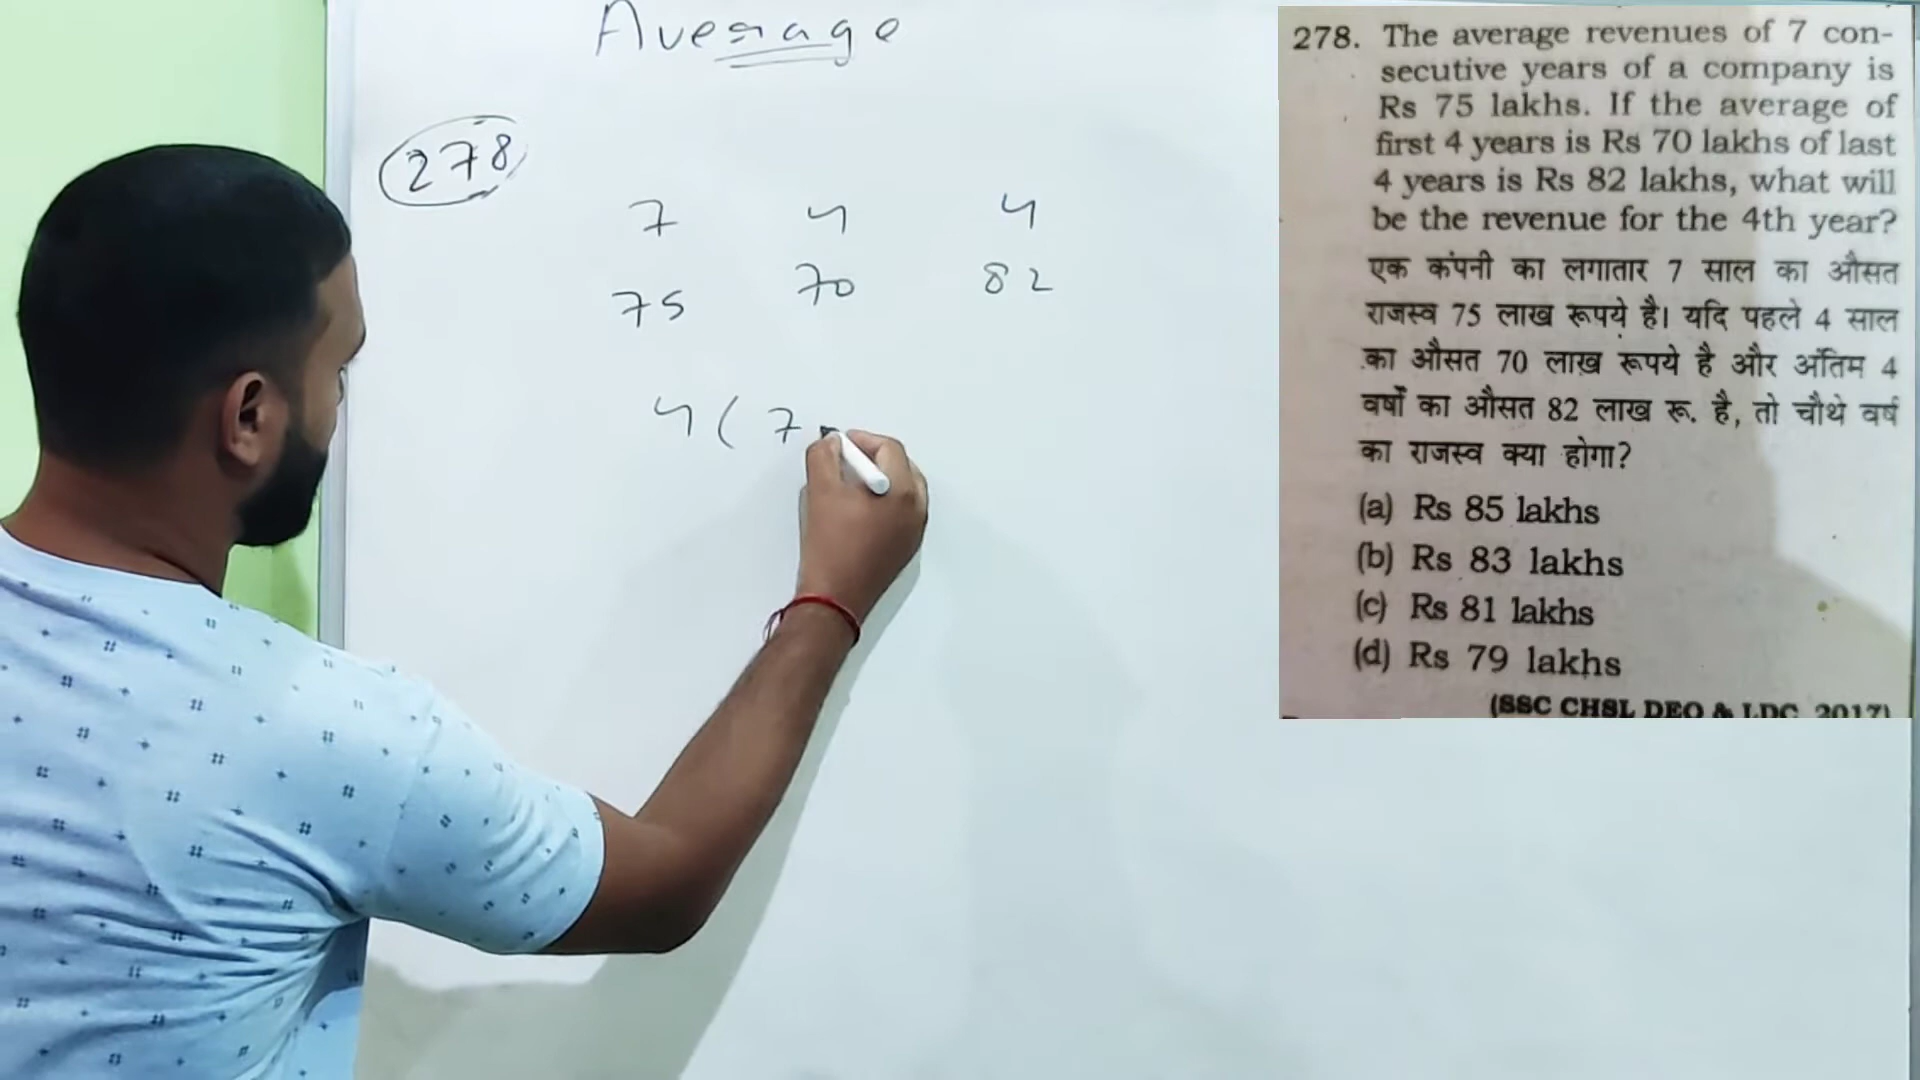 Average
278
7 4 4
75 70 82
4 ( 7
278. The average revenues of 7 con-
secutive years of a company is
Rs 75 lakhs. If the average of
first 4 years is Rs 70 lakhs of last
4 years is Rs 82 lakhs, what will
be the revenue for the 4th year?
एक कंपनी का लगातार 7 साल का औसत
राजस्व 75 लाख रूपये है। यदि पहले 4 साल
का औसत 70 लाख़ रूपये है और अंतिम 4
वर्षों का औसत 82 लाख रू. है, तो चौथे वर्ष
का राजस्व क्या होगा?
(a) Rs 85 lakhs
(b) Rs 83 lakhs
(c) Rs 81 lakhs
(d) Rs 79 lakhs
(SSC CHSL DEO & LDC 2017)